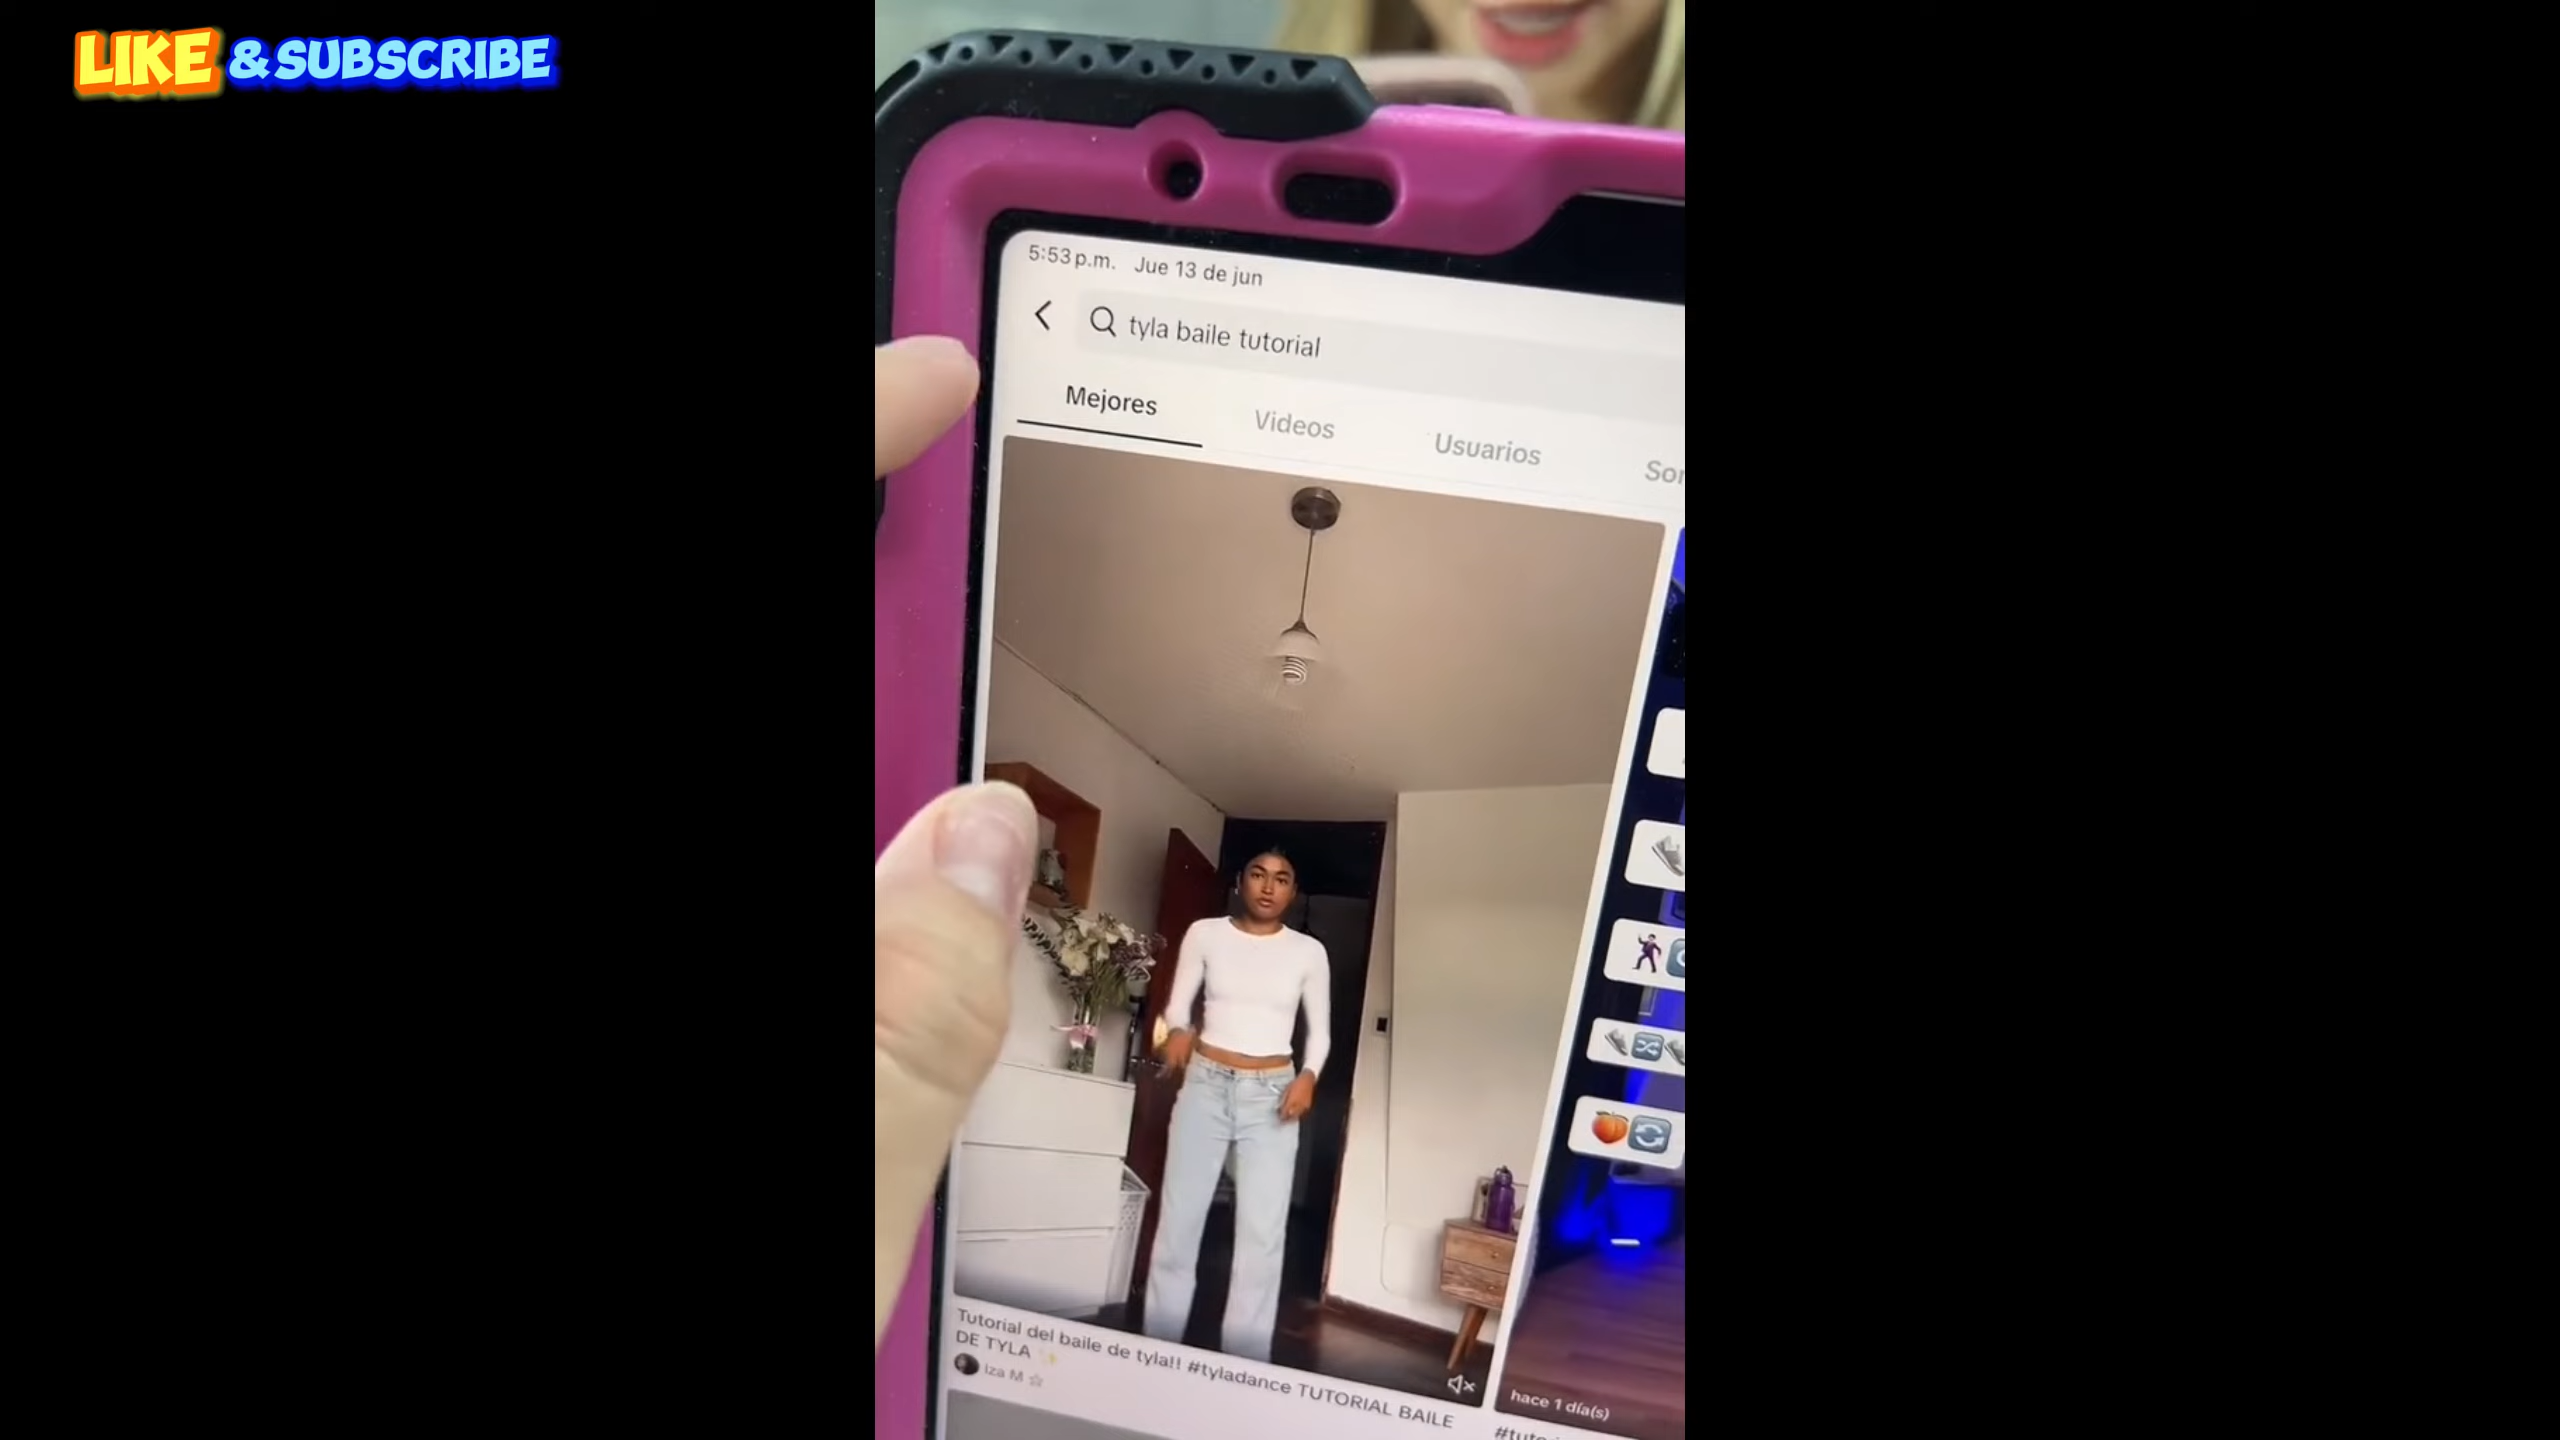 LIKE & SUBSCRIBE
5:53 p.m. Jue 13 de jun
tyla baile tutorial
Mejores Videos Usuarios
Tutorial del baile de tyla!! #tyladance TUTORIAL BAILE
DE TYLA ✨
iza M ☆
hace 1 día(s)